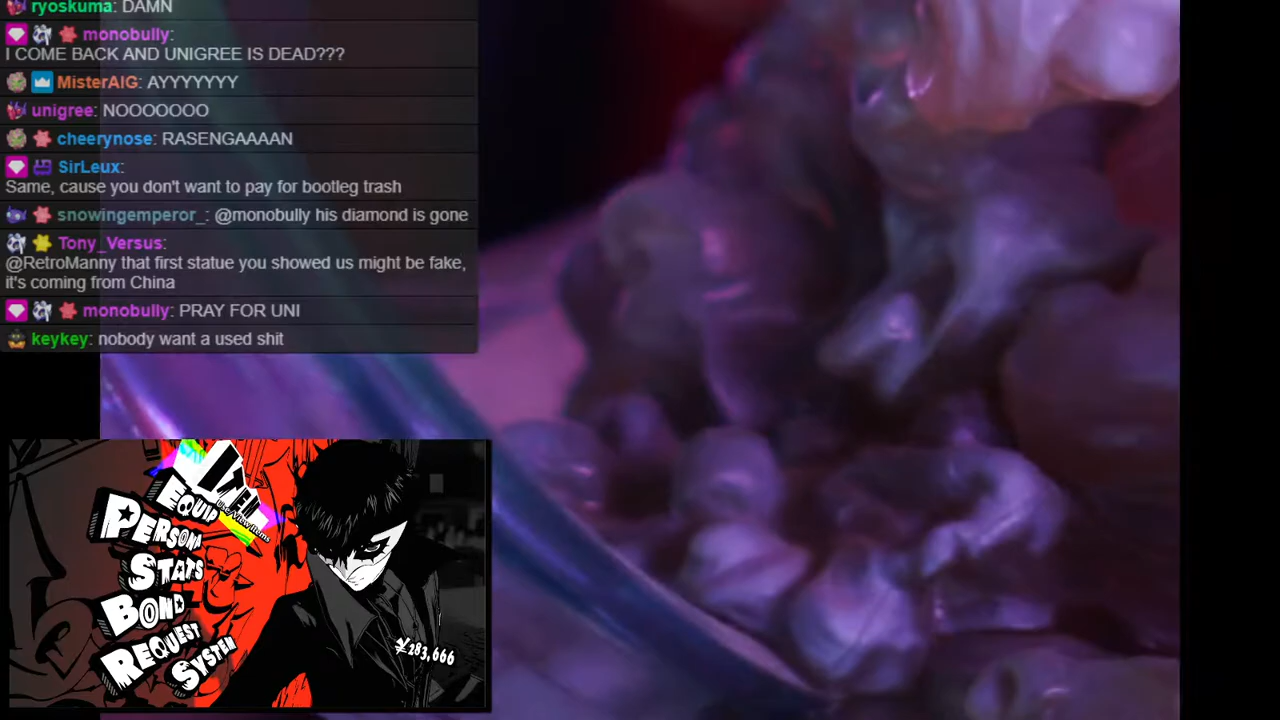 ryoskuma: DAMN
monobully:
I COME BACK AND UNIGREE IS DEAD???
MisterAIG: AYYYYYYY
unigree: NOOOOOOO
cheerynose: RASENGAAAAN
SirLeux:
Same, cause you don't want to pay for bootleg trash
snowingemperor_: @monobully his diamond is gone
Tony_Versus:
@RetroManny that first statue you showed us might be fake,
it's coming from China
monobully: PRAY FOR UNI
keykey: nobody want a used shit
ITEM
Use/View Items
EQUIP
PERSONA
STATS
BOND
REQUEST
SYSTEM
¥283,666